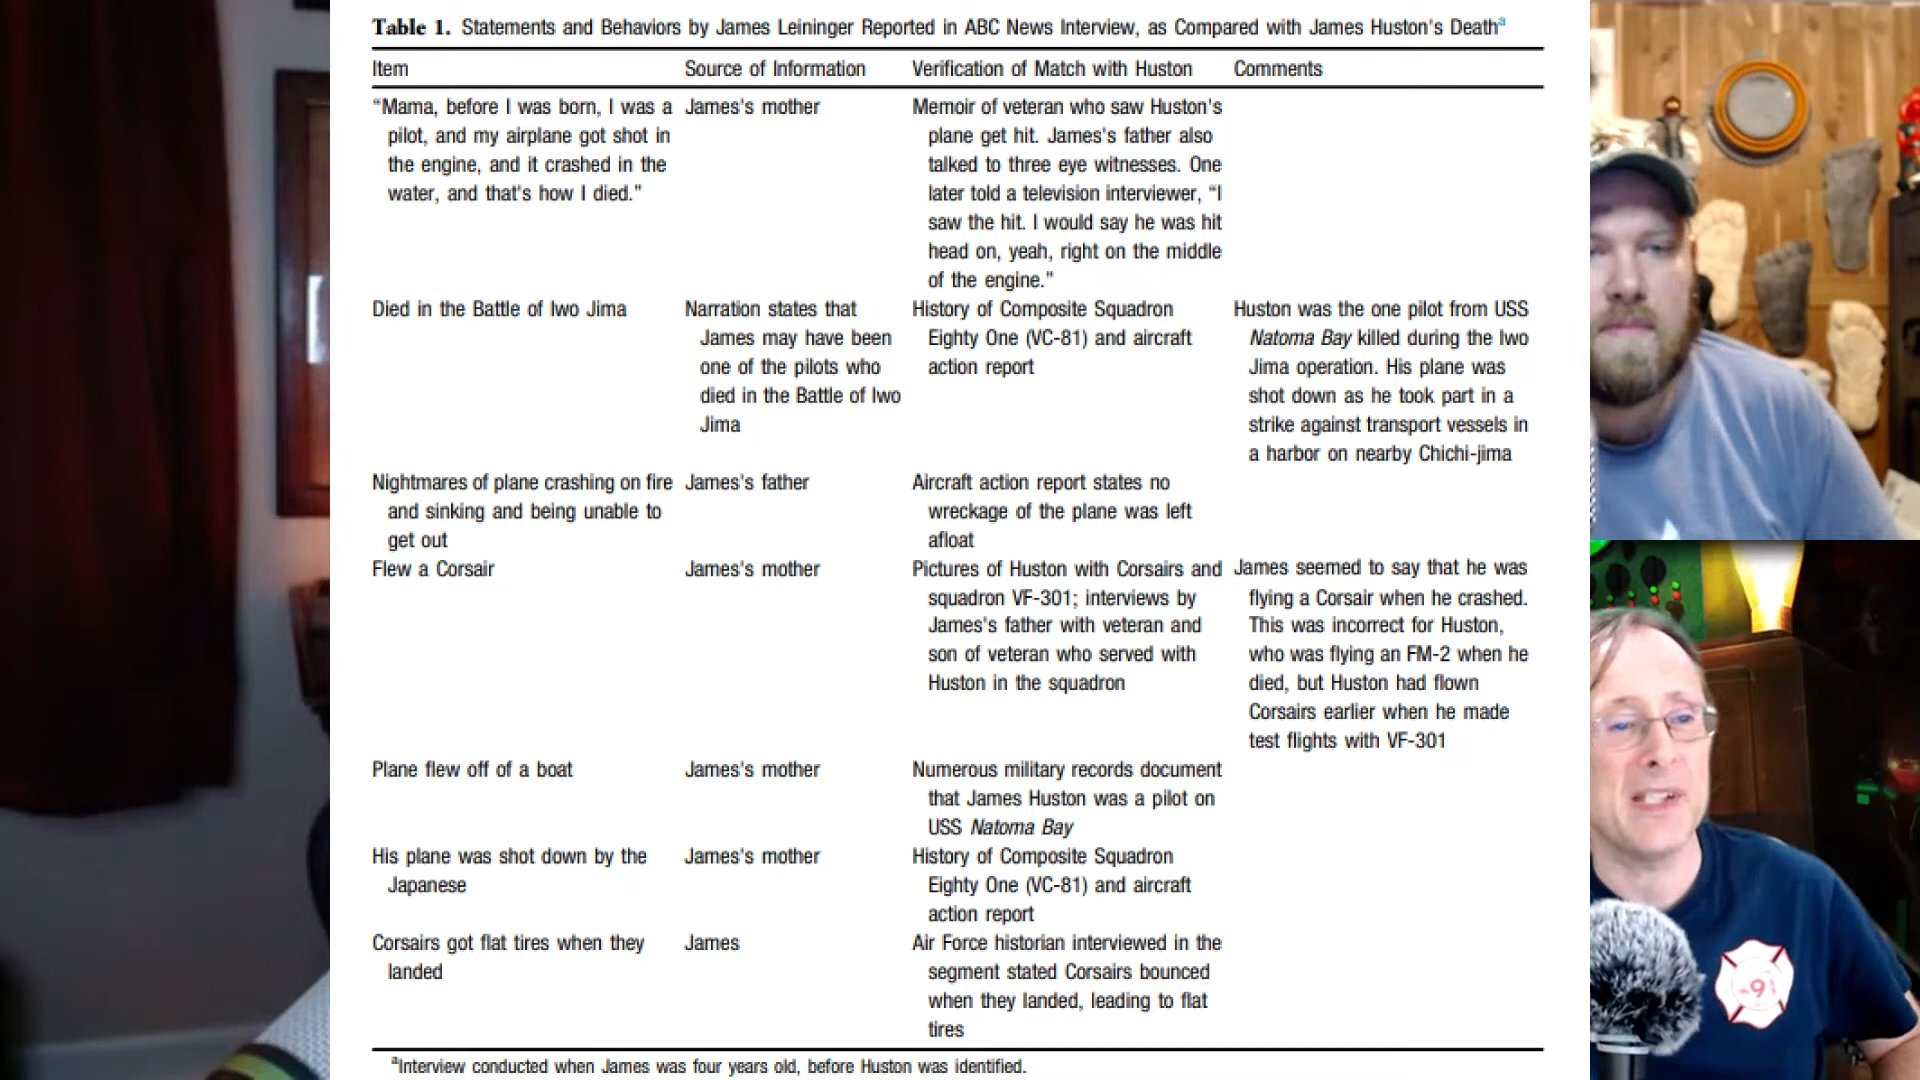 Table 1. Statements and Behaviors by James Leininger Reported in ABC News Interview, as Compared with James Huston's Deathᵃ
Item Source of Information Verification of Match with Huston Comments
“Mama, before I was born, I was a
pilot, and my airplane got shot in
the engine, and it crashed in the
water, and that's how I died.”
James's mother
Memoir of veteran who saw Huston's
plane get hit. James's father also
talked to three eye witnesses. One
later told a television interviewer, “I
saw the hit. I would say he was hit
head on, yeah, right on the middle
of the engine.”
Died in the Battle of Iwo Jima
Narration states that
James may have been
one of the pilots who
died in the Battle of Iwo
Jima
History of Composite Squadron
Eighty One (VC-81) and aircraft
action report
Huston was the one pilot from USS
Natoma Bay killed during the Iwo
Jima operation. His plane was
shot down as he took part in a
strike against transport vessels in
a harbor on nearby Chichi-jima
Nightmares of plane crashing on fire
and sinking and being unable to
get out
James's father
Aircraft action report states no
wreckage of the plane was left
afloat
Flew a Corsair
James's mother
Pictures of Huston with Corsairs and
squadron VF-301; interviews by
James's father with veteran and
son of veteran who served with
Huston in the squadron
James seemed to say that he was
flying a Corsair when he crashed.
This was incorrect for Huston,
who was flying an FM-2 when he
died, but Huston had flown
Corsairs earlier when he made
test flights with VF-301
Plane flew off of a boat
James's mother
Numerous military records document
that James Huston was a pilot on
USS Natoma Bay
His plane was shot down by the
Japanese
James's mother
History of Composite Squadron
Eighty One (VC-81) and aircraft
action report
Corsairs got flat tires when they
landed
James
Air Force historian interviewed in the
segment stated Corsairs bounced
when they landed, leading to flat
tires
ᵃInterview conducted when James was four years old, before Huston was identified.